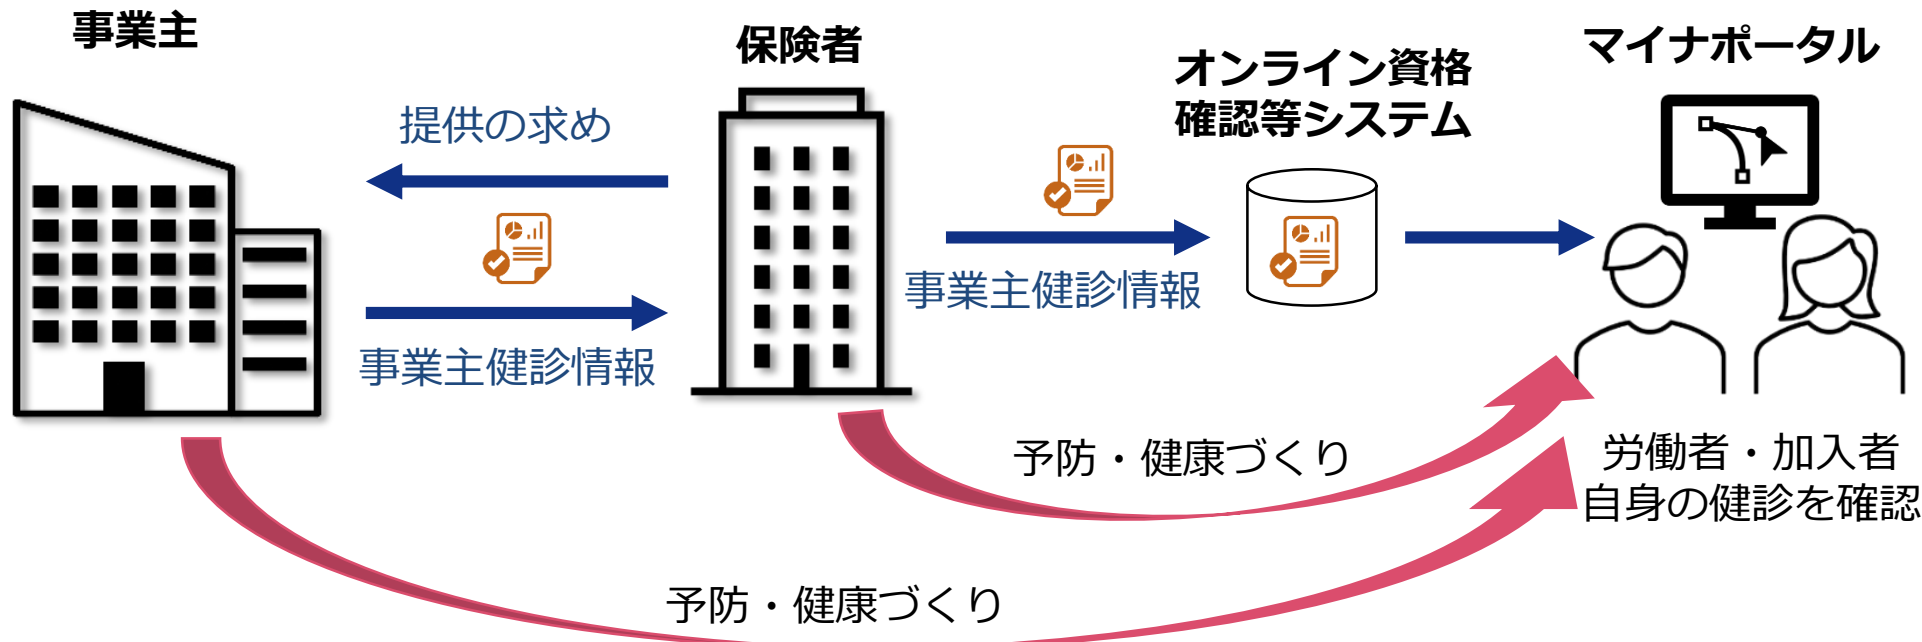 事業主
保険者
オンライン資格
確認等システム
マイナポータル
提供の求め
事業主健診情報
事業主健診情報
予防・健康づくり
労働者・加入者
自身の健診を確認
予防・健康づくり